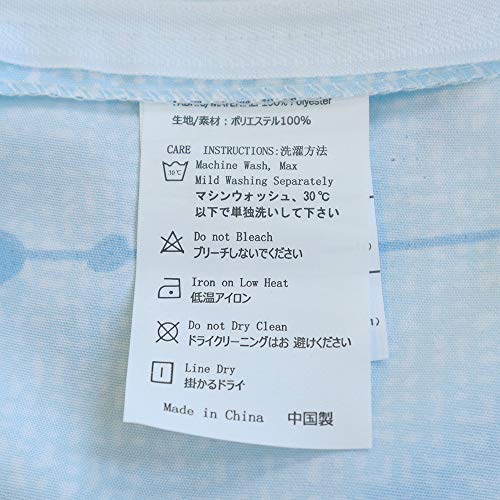 FABRIC/MATERIAL 100% Polyester
生地/素材：ポリエステル100%
CARE INSTRUCTIONS:洗濯方法
30℃
Machine Wash, Max
Mild Washing Separately
マシンウォッシュ、30℃
以下で単独洗いして下さい
Do not Bleach
ブリーチしないでください
Iron on Low Heat
低温アイロン
Do not Dry Clean
ドライクリーニングはお 避けください
Line Dry
掛かるドライ
Made in China 中国製